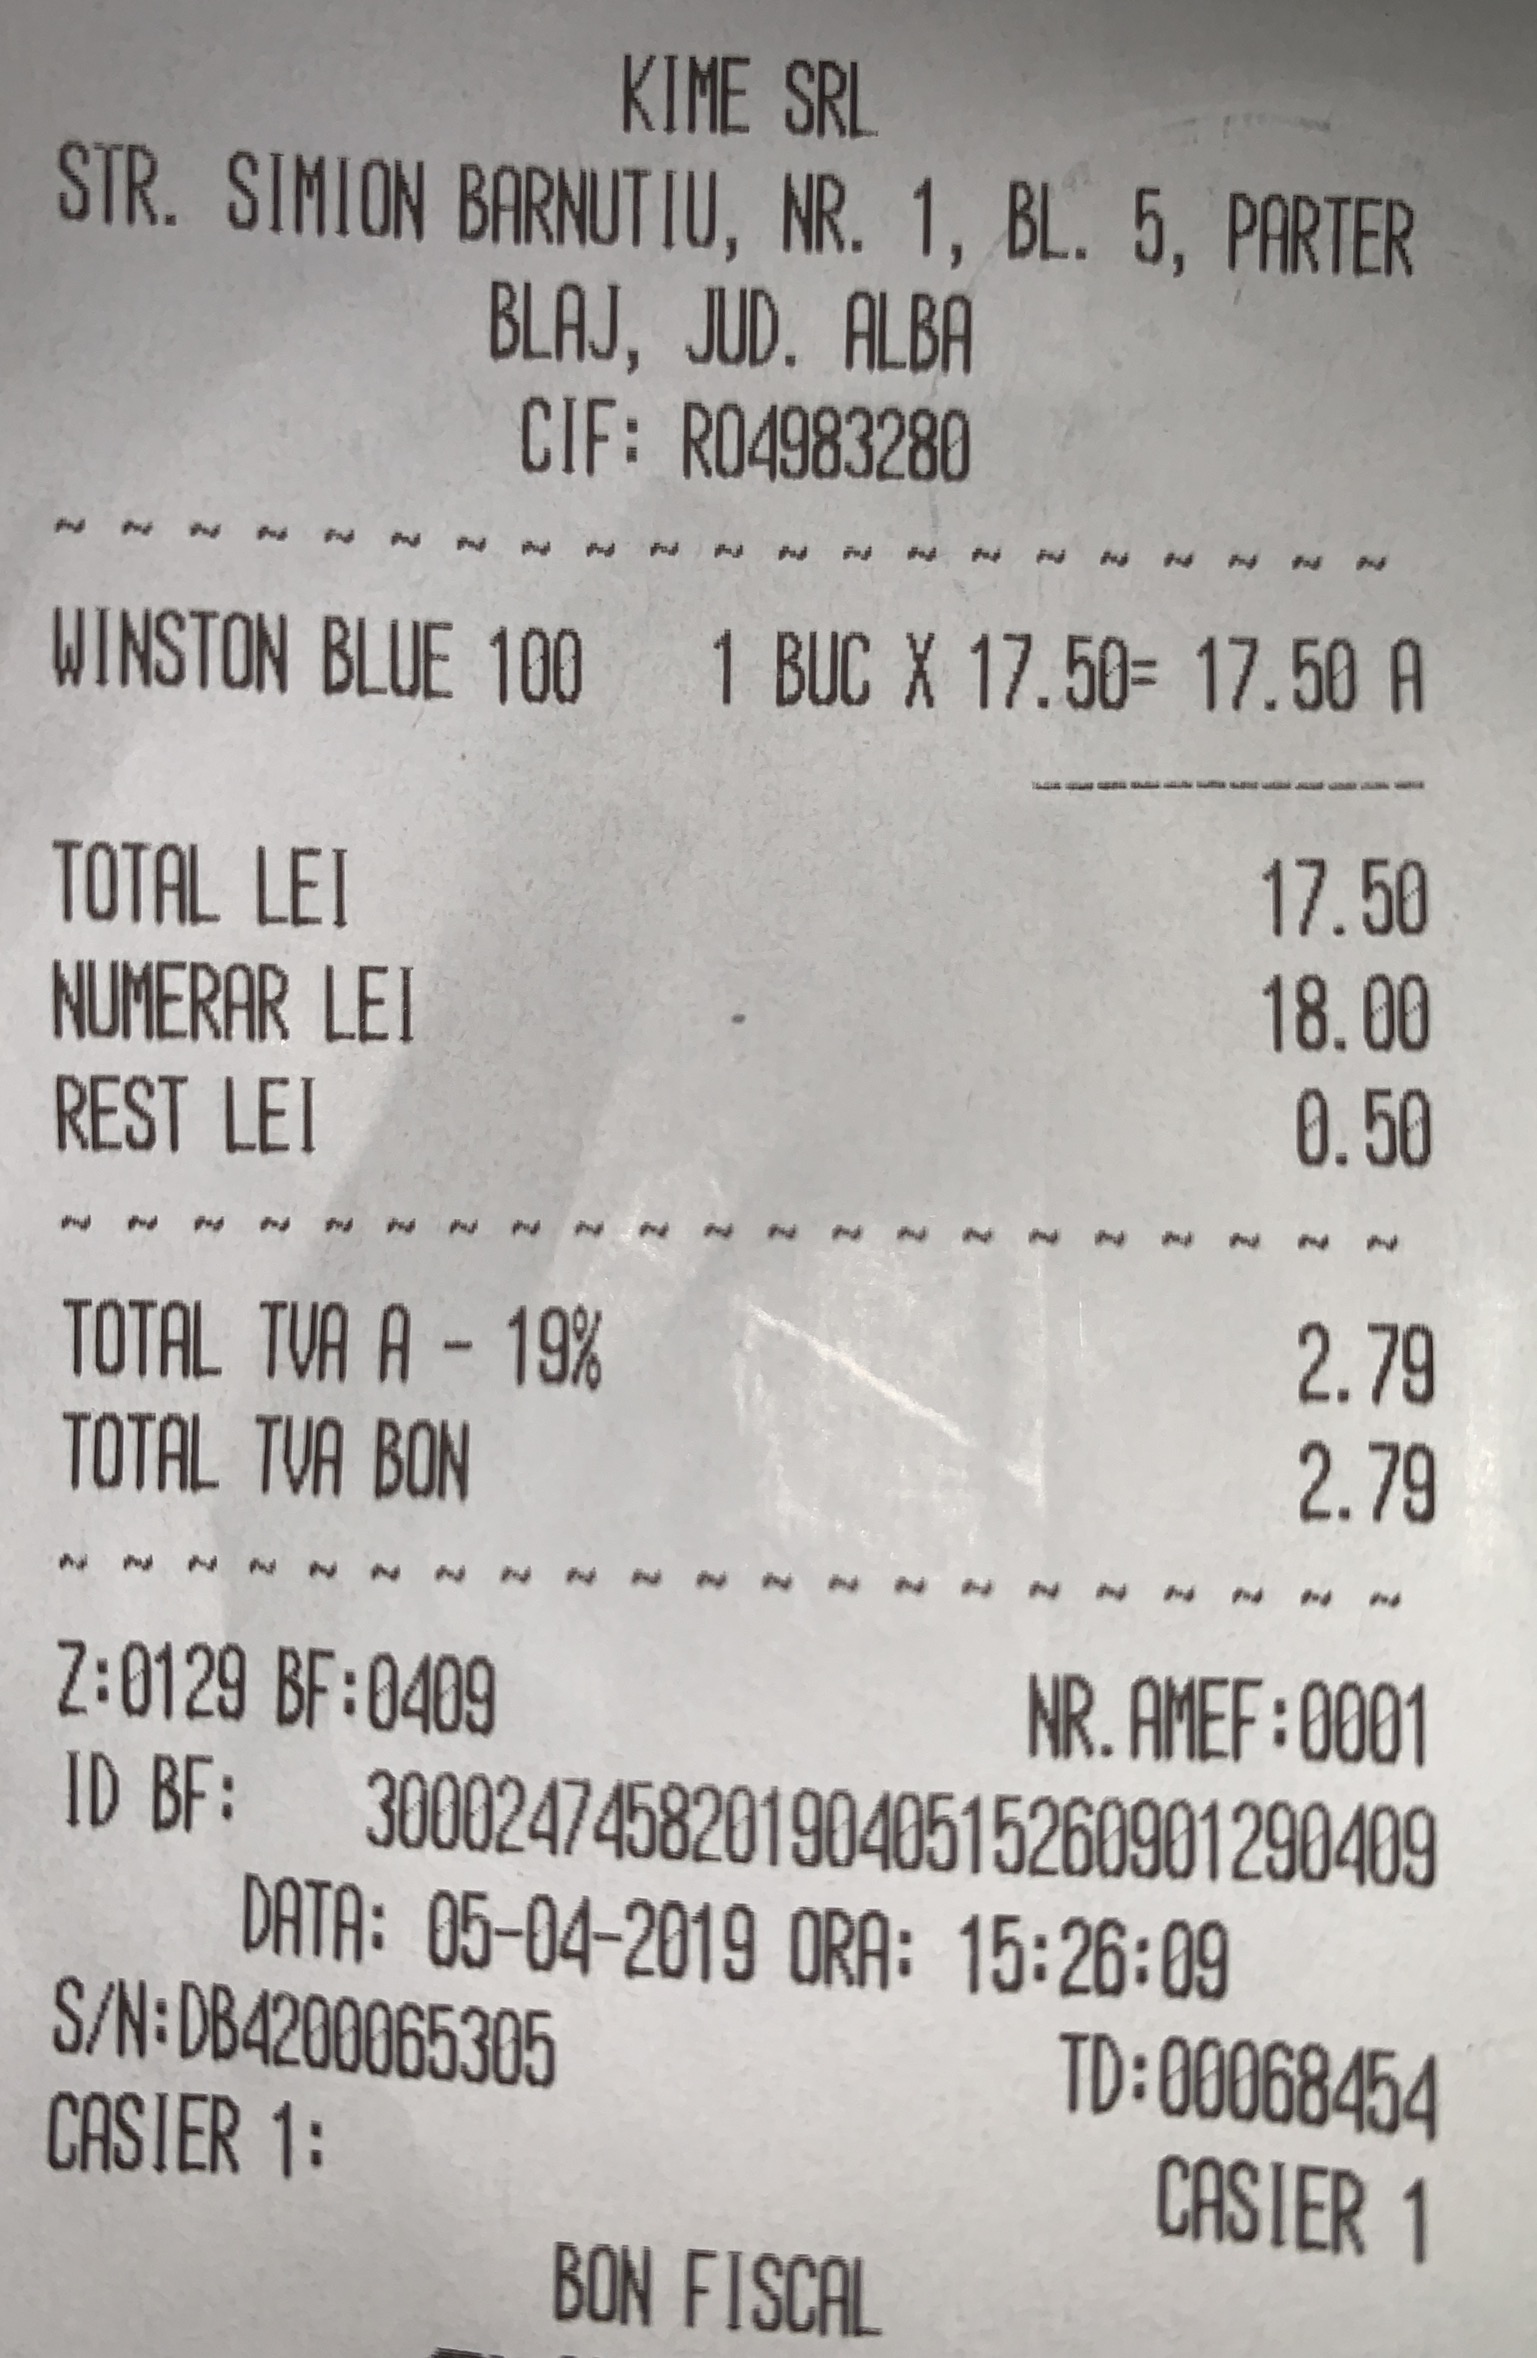 KIME SRL
STR. SIMION BARNUTIU, NR. 1, BL. 5, PARTER
BLAJ, JUD. ALBA
CIF: RO4983280
~ ~ ~ ~ ~ ~ ~ ~ ~ ~ ~ ~ ~ ~ ~ ~ ~ ~ ~ ~ ~
WINSTON BLUE 100 1 BUC X 17.50= 17.50 A
------------
TOTAL LEI 17.50
NUMERAR LEI 18.00
REST LEI 0.50
~ ~ ~ ~ ~ ~ ~ ~ ~ ~ ~ ~ ~ ~ ~ ~ ~ ~ ~ ~ ~
TOTAL TVA A - 19% 2.79
TOTAL TVA BON 2.79
~ ~ ~ ~ ~ ~ ~ ~ ~ ~ ~ ~ ~ ~ ~ ~ ~ ~ ~ ~ ~
Z:0129 BF:0409 NR.AMEF:0001
ID BF: 3000247458201904051526090129​0409
DATA: 05-04-2019 ORA: 15:26:09
S/N:DB4200065305 TD:00068454
CASIER 1: CASIER 1
BON FISCAL